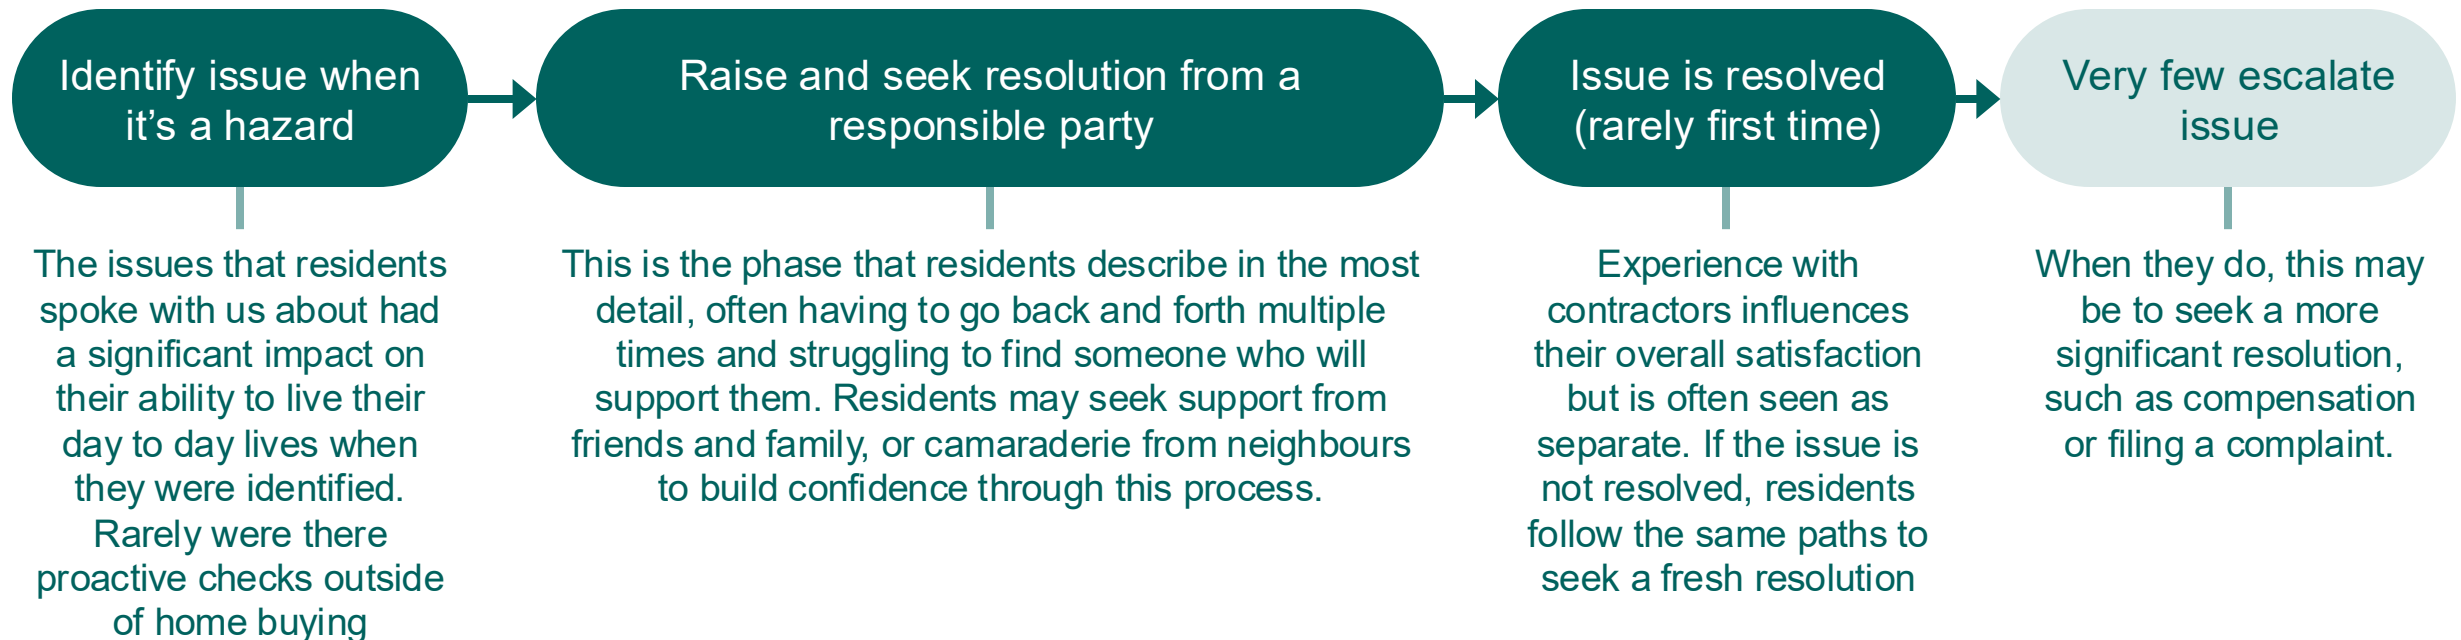 Identify issue when
it’s a hazard
Raise and seek resolution from a
responsible party
Issue is resolved
(rarely first time)
Very few escalate
issue
The issues that residents
spoke with us about had
a significant impact on
their ability to live their
day to day lives when
they were identified.
Rarely were there
proactive checks outside
of home buying
This is the phase that residents describe in the most
detail, often having to go back and forth multiple
times and struggling to find someone who will
support them. Residents may seek support from
friends and family, or camaraderie from neighbours
to build confidence through this process.
Experience with
contractors influences
their overall satisfaction
but is often seen as
separate. If the issue is
not resolved, residents
follow the same paths to
seek a fresh resolution
When they do, this may
be to seek a more
significant resolution,
such as compensation
or filing a complaint.